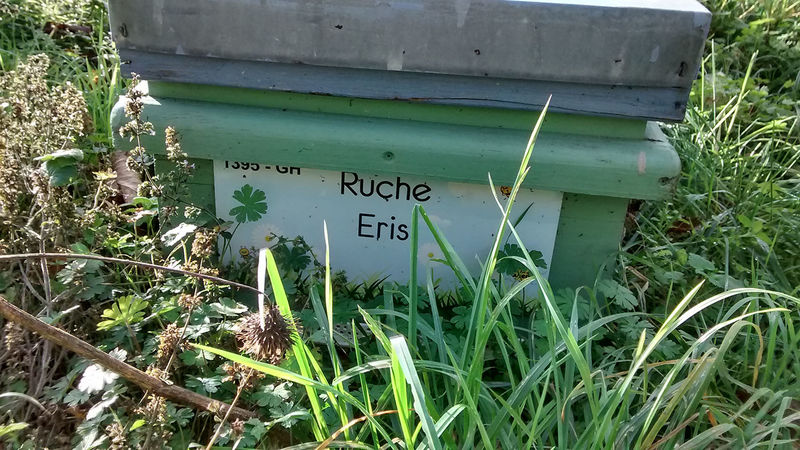 1395 - GH
Ruche
Eris